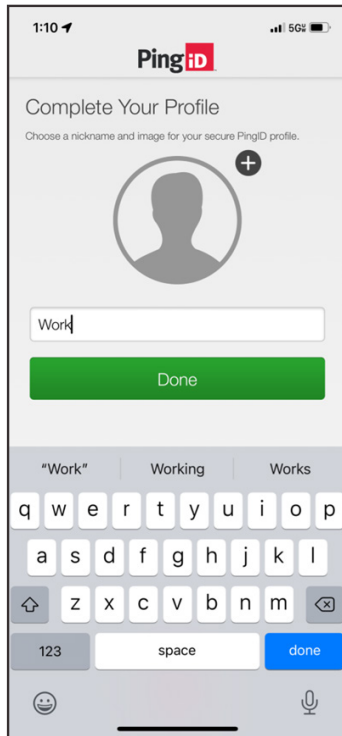 1:10
5G
PingID
Complete Your Profile
Choose a nickname and image for your secure PingID profile.
Work
Done
"Work" Working Works
q w e r t y u i o p
a s d f g h j k l
z x c v b n m
123 space done